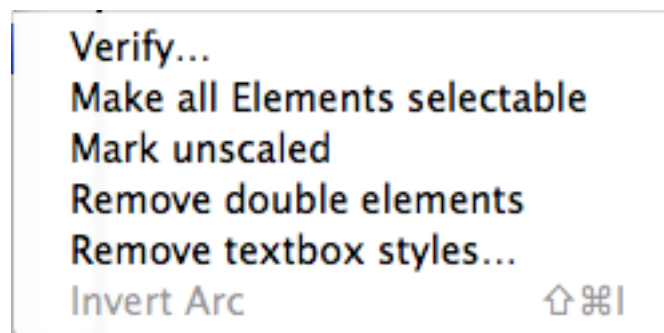 Verify...
Make all Elements selectable
Mark unscaled
Remove double elements
Remove textbox styles...
Invert Arc ⇧⌘I